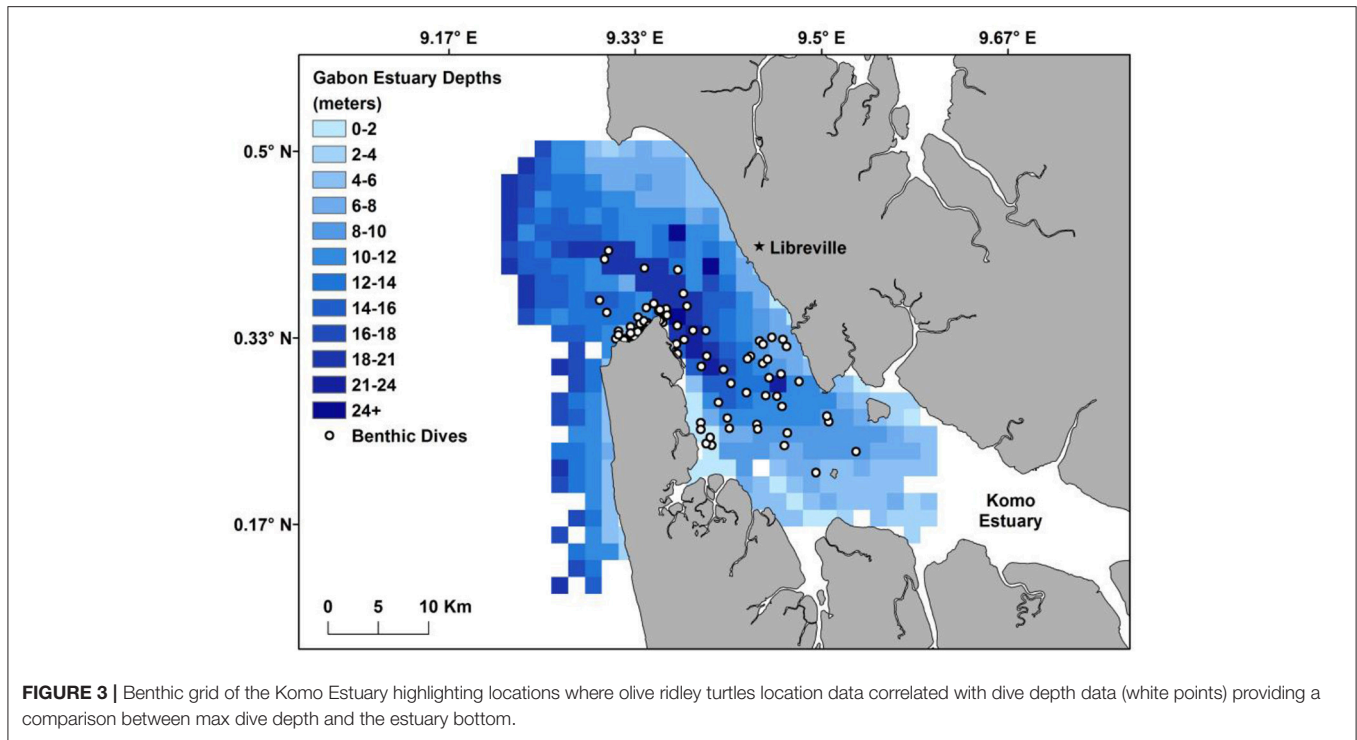 9.17° E 9.33° E 9.5° E 9.67° E
Gabon Estuary Depths
(meters)
0-2
2-4
4-6
6-8
8-10
10-12
12-14
14-16
16-18
18-21
21-24
24+
Benthic Dives
0.5° N
0.33° N
0.17° N
Libreville
Komo
Estuary
0 5 10 Km
FIGURE 3 | Benthic grid of the Komo Estuary highlighting locations where olive ridley turtles location data correlated with dive depth data (white points) providing a
comparison between max dive depth and the estuary bottom.